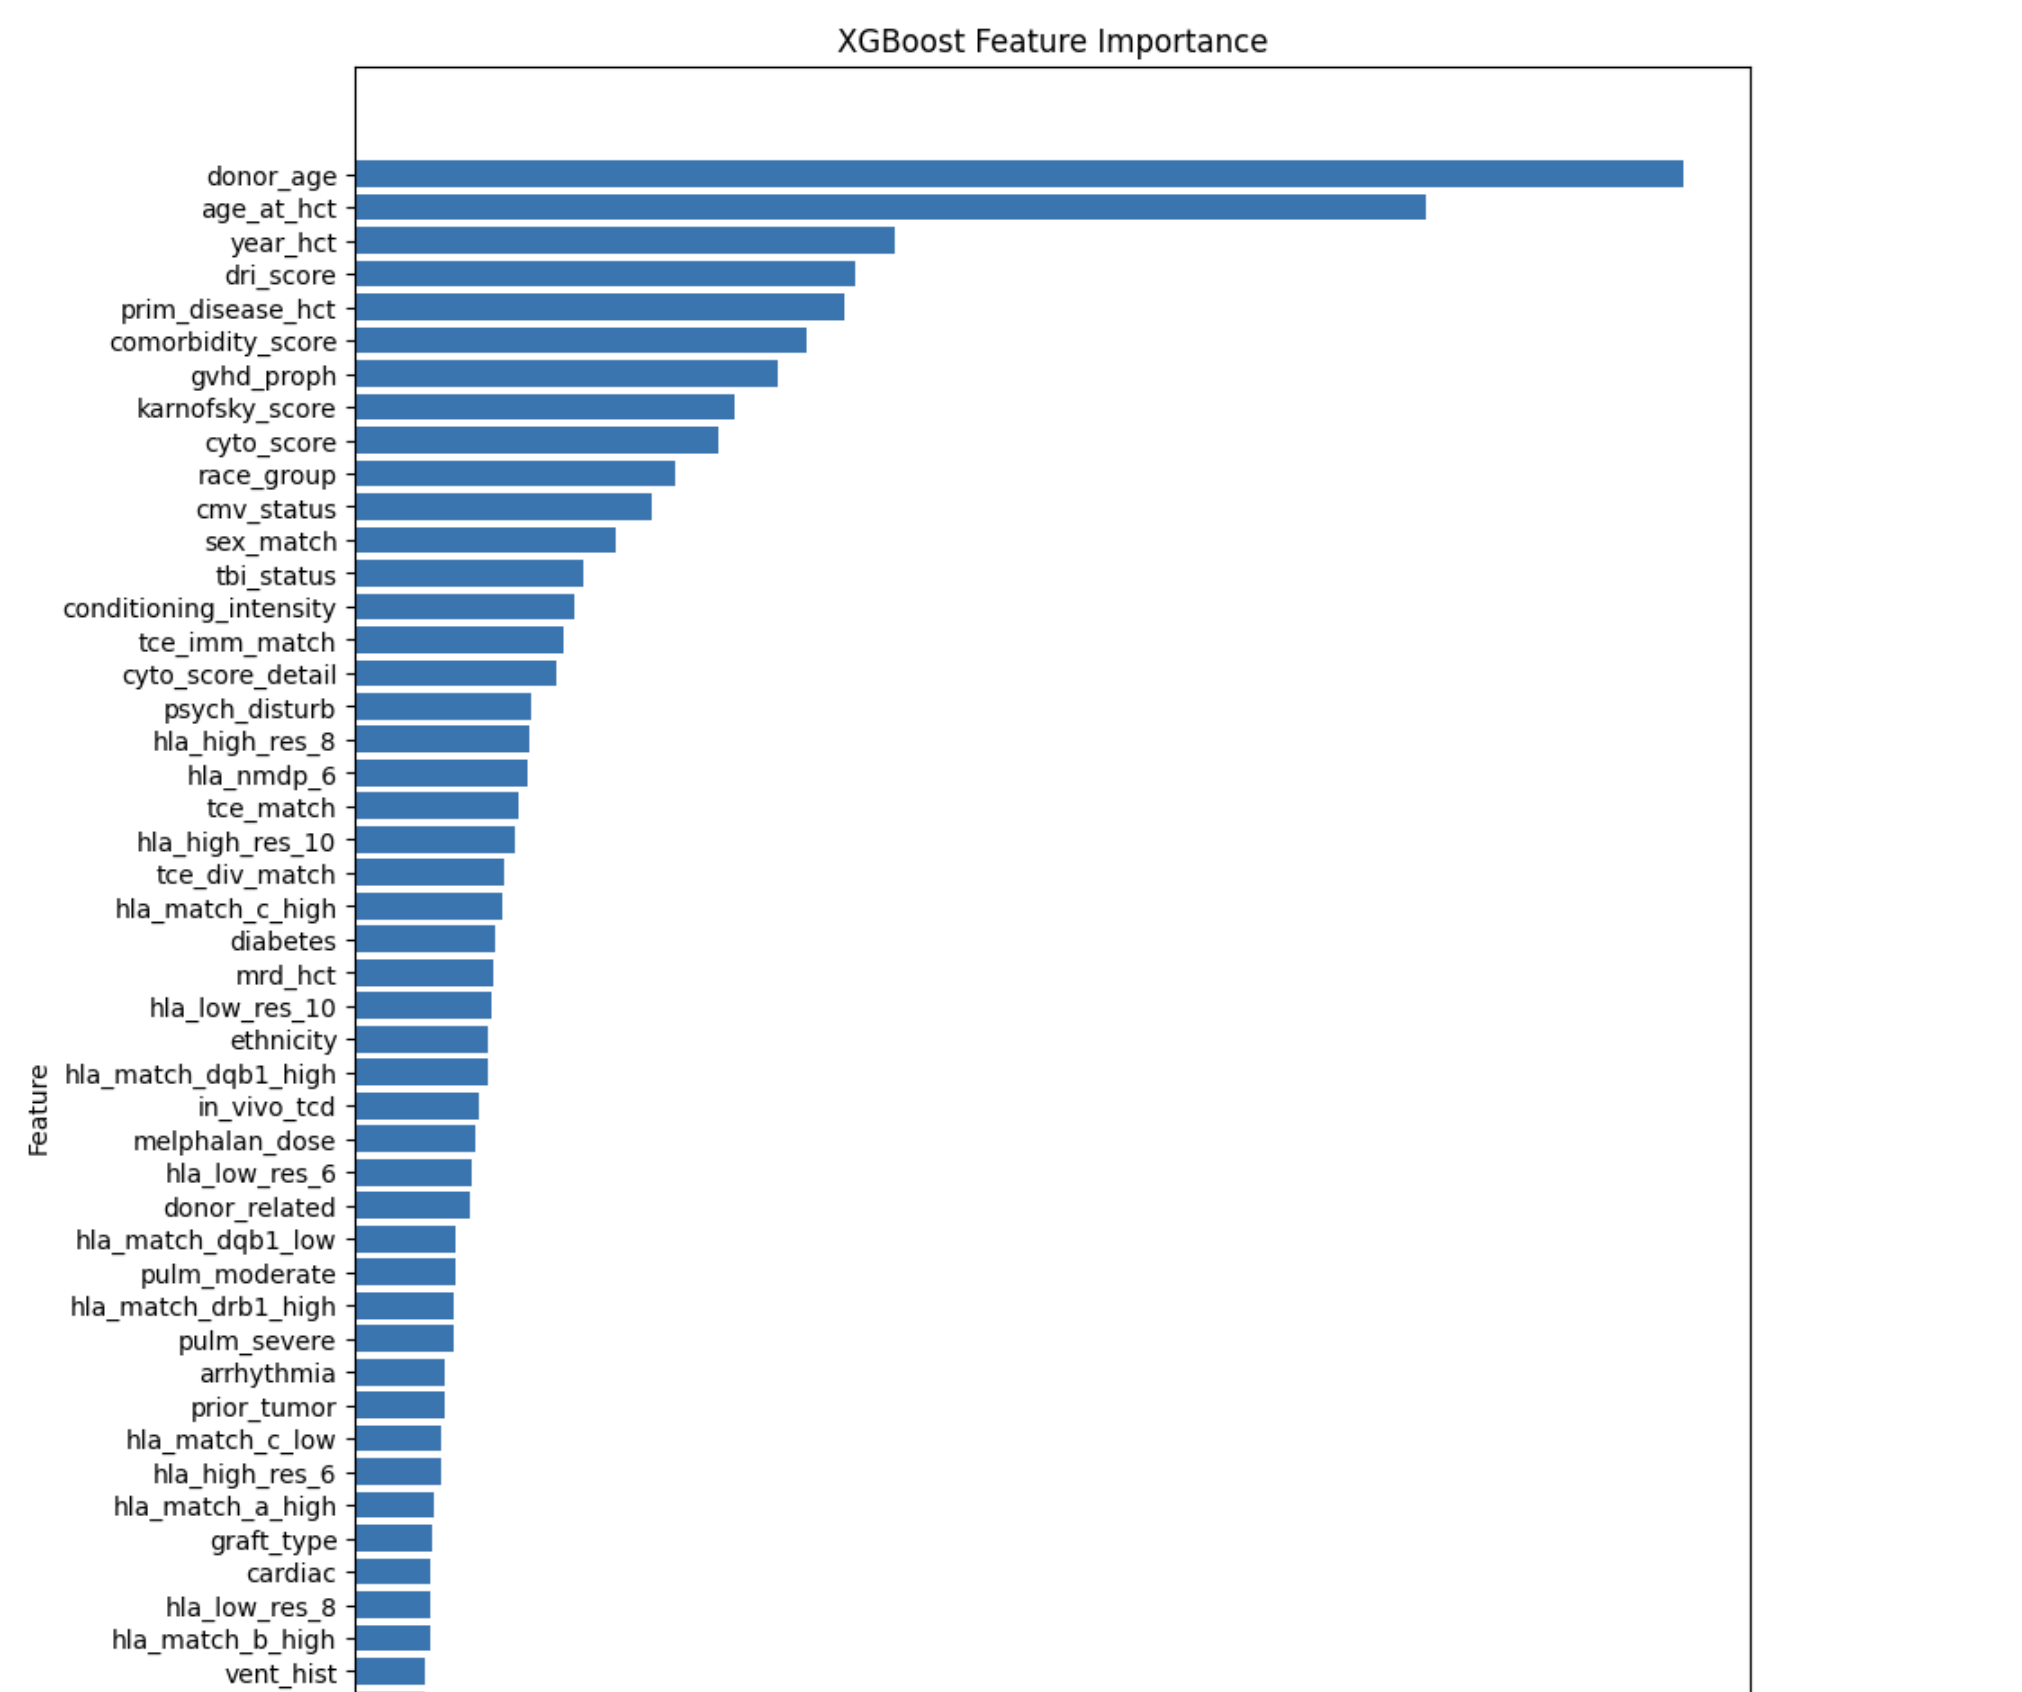 XGBoost Feature Importance
donor_age
age_at_hct
year_hct
dri_score
prim_disease_hct
comorbidity_score
gvhd_proph
karnofsky_score
cyto_score
race_group
cmv_status
sex_match
tbi_status
conditioning_intensity
tce_imm_match
cyto_score_detail
psych_disturb
hla_high_res_8
hla_nmdp_6
tce_match
hla_high_res_10
tce_div_match
hla_match_c_high
diabetes
mrd_hct
hla_low_res_10
ethnicity
hla_match_dqb1_high
in_vivo_tcd
melphalan_dose
hla_low_res_6
donor_related
hla_match_dqb1_low
pulm_moderate
hla_match_drb1_high
pulm_severe
arrhythmia
prior_tumor
hla_match_c_low
hla_high_res_6
hla_match_a_high
graft_type
cardiac
hla_low_res_8
hla_match_b_high
vent_hist
Feature